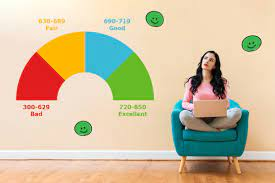 630-689
Fair
690-719
Good
300-629
Bad
720-850
Excellent